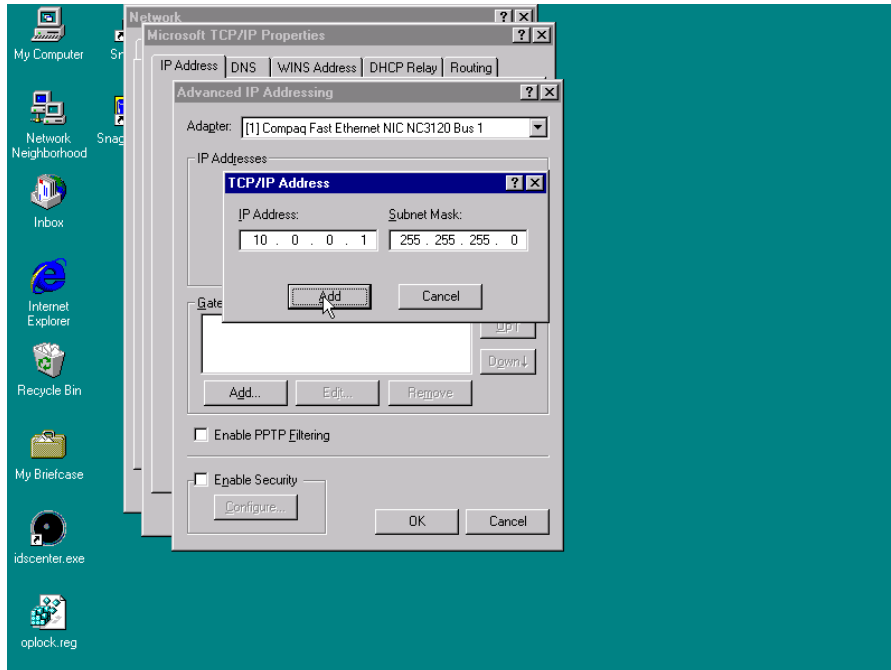 My Computer
Sn
Network
Neighborhood
Snag
Inbox
Internet
Explorer
Recycle Bin
My Briefcase
idscenter.exe
oplock.reg
Network
Microsoft TCP/IP Properties
IP Address DNS WINS Address DHCP Relay Routing
Advanced IP Addressing
Adapter: [1] Compaq Fast Ethernet NIC NC3120 Bus 1
IP Addresses
TCP/IP Address
IP Address: Subnet Mask:
10 . 0 . 0 . 1 255 . 255 . 255 . 0
Add Cancel
Gate
Up↑
Down↓
Add... Edit... Remove
Enable PPTP Filtering
Enable Security
Configure...
OK Cancel